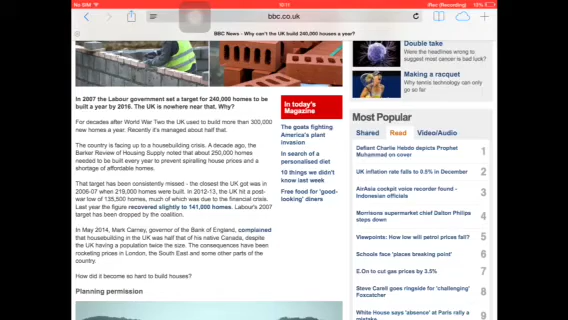 No SIM
10:11
iRec (Recording)
12%
bbc.co.uk
BBC News - Why can't the UK build 240,000 houses a year?
In 2007 the Labour government set a target for 240,000 homes to be
built a year by 2016. The UK is nowhere near that. Why?
For decades after World War Two the UK used to build more than 300,000
new homes a year. Recently it's managed about half that.
The country is facing up to a housebuilding crisis. A decade ago, the
Barker Review of Housing Supply noted that about 250,000 homes
needed to be built every year to prevent spiralling house prices and a
shortage of affordable homes.
That target has been consistently missed - the closest the UK got was in
2006-07 when 219,000 homes were built. In 2012-13, the UK hit a post-
war low of 135,500 homes, much of which was due to the financial crisis.
Last year the figure recovered slightly to 141,000 homes. Labour's 2007
target has been dropped by the coalition.
In May 2014, Mark Carney, governor of the Bank of England, complained
that housebuilding in the UK was half that of his native Canada, despite
the UK having a population twice the size. The consequences have been
rocketing prices in London, the South East and some other parts of the
country.
How did it become so hard to build houses?
Planning permission
In today's
Magazine
The goats fighting
America's plant
invasion
In search of a
personalised diet
10 things we didn't
know last week
Free food for 'good-
looking' diners
Double take
Were the headlines wrong to
suggest most cancer is bad luck?
Making a racquet
Why tennis technology can only
go so far
Most Popular
Shared
Read
Video/Audio
Defiant Charlie Hebdo depicts Prophet
Muhammad on cover
1
UK inflation rate falls to 0.5% in December
2
AirAsia cockpit voice recorder found -
Indonesian officials
3
Morrisons supermarket chief Dalton Philips
steps down
4
Viewpoints: How low will petrol prices fall?
5
Schools face 'places breaking point'
6
E.On to cut gas prices by 3.5%
7
Steve Carell goes ringside for 'challenging'
Foxcatcher
8
White House says 'absence' at Paris rally a
mistake
9